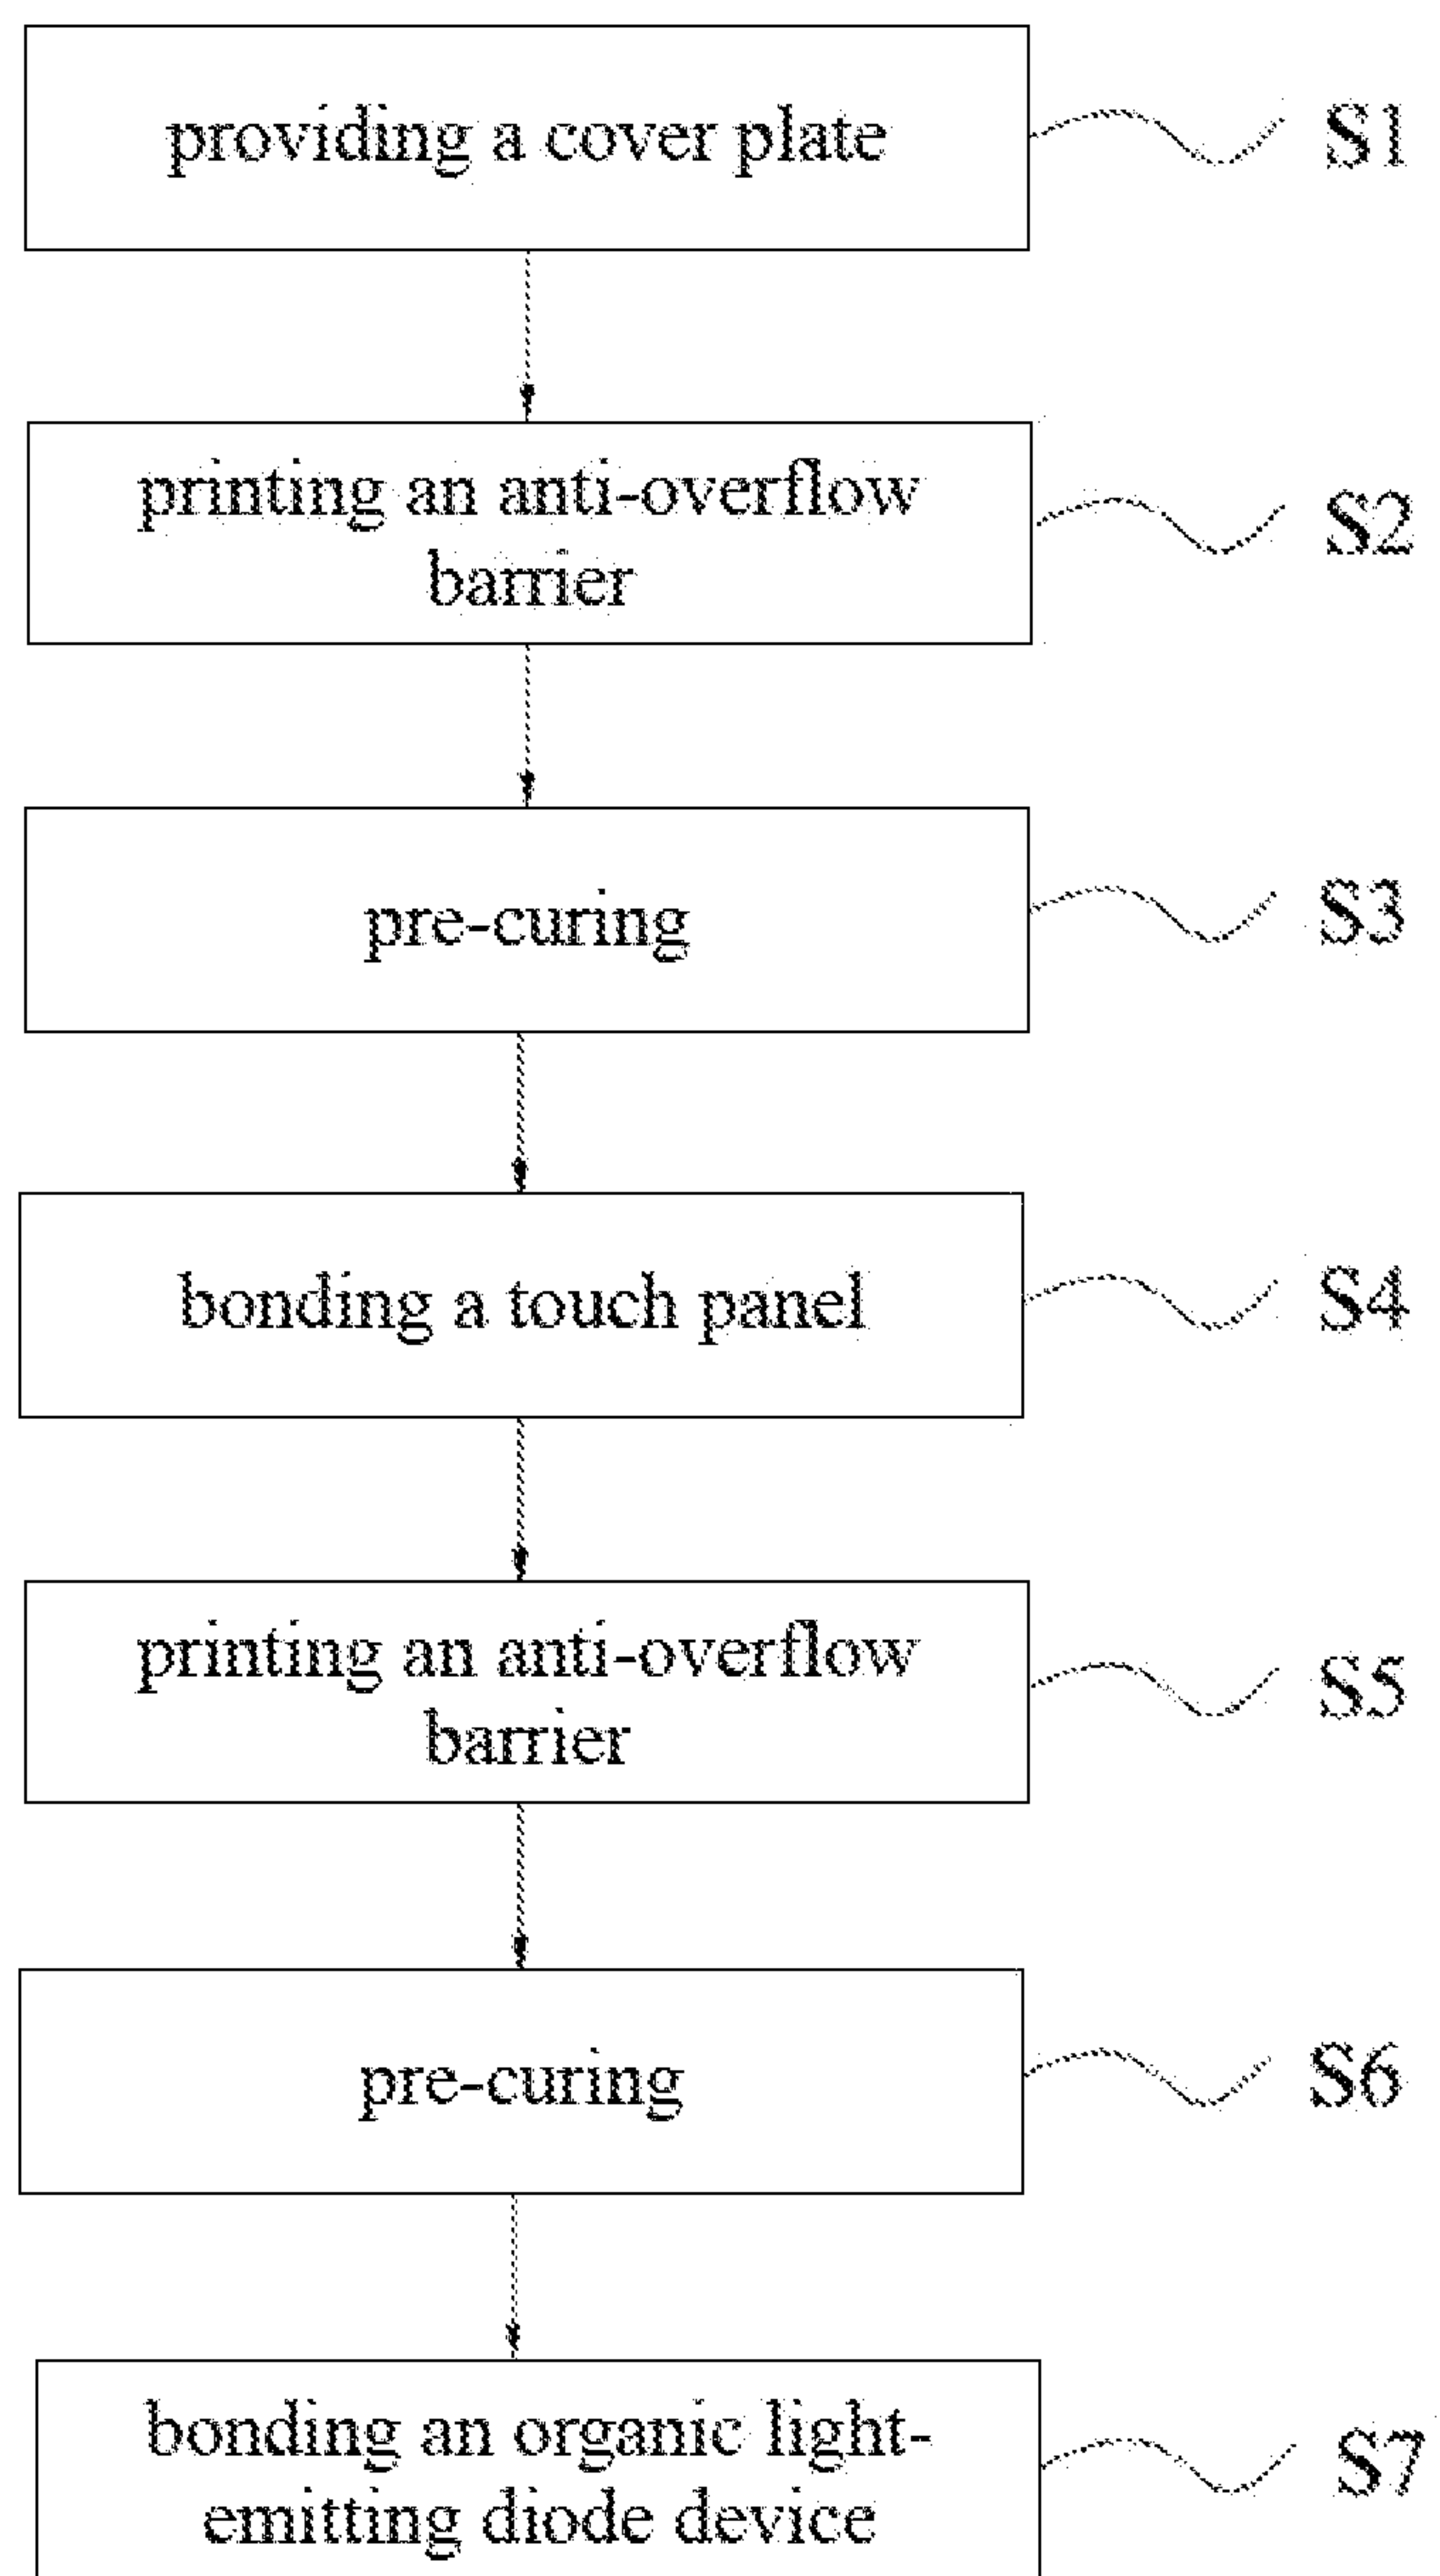 providing a cover plate
S1
printing an anti-overflow
barrier
S2
pre-curing
S3
bonding a touch panel
S4
printing an anti-overflow
barrier
S5
pre-curing
S6
bonding an organic light-
emitting diode device
S7